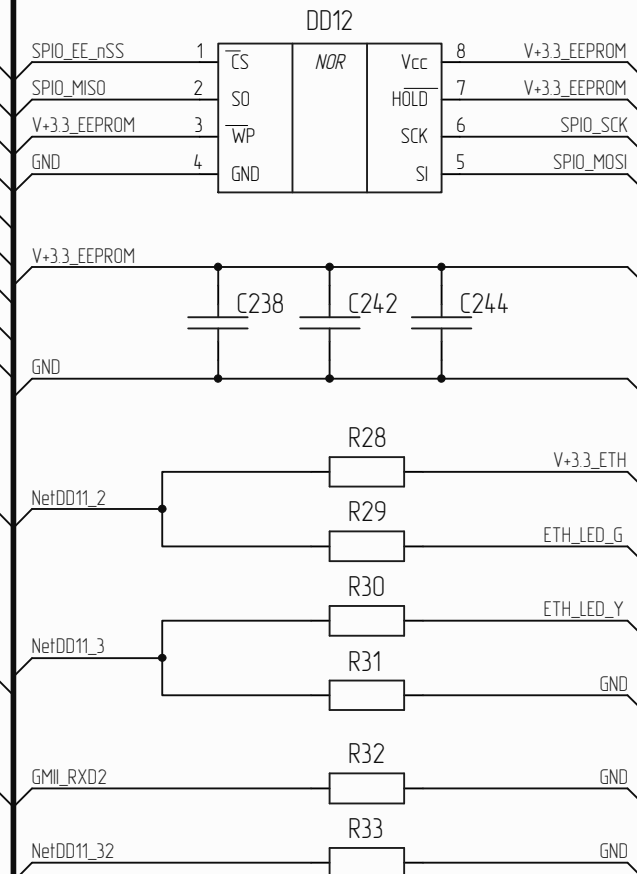 DD12
SPI0_EE_nSS 1 CS NOR Vcc 8 V+3.3_EEPROM
SPI0_MISO 2 SO HOLD 7 V+3.3_EEPROM
V+3.3_EEPROM 3 WP SCK 6 SPI0_SCK
GND 4 GND SI 5 SPI0_MOSI
V+3.3_EEPROM
C238 C242 C244
GND
R28
V+3.3_ETH
NetDD11_2
R29
ETH_LED_G
R30
ETH_LED_Y
NetDD11_3
R31
GND
R32
GMII_RXD2 GND
R33
NetDD11_32 GND